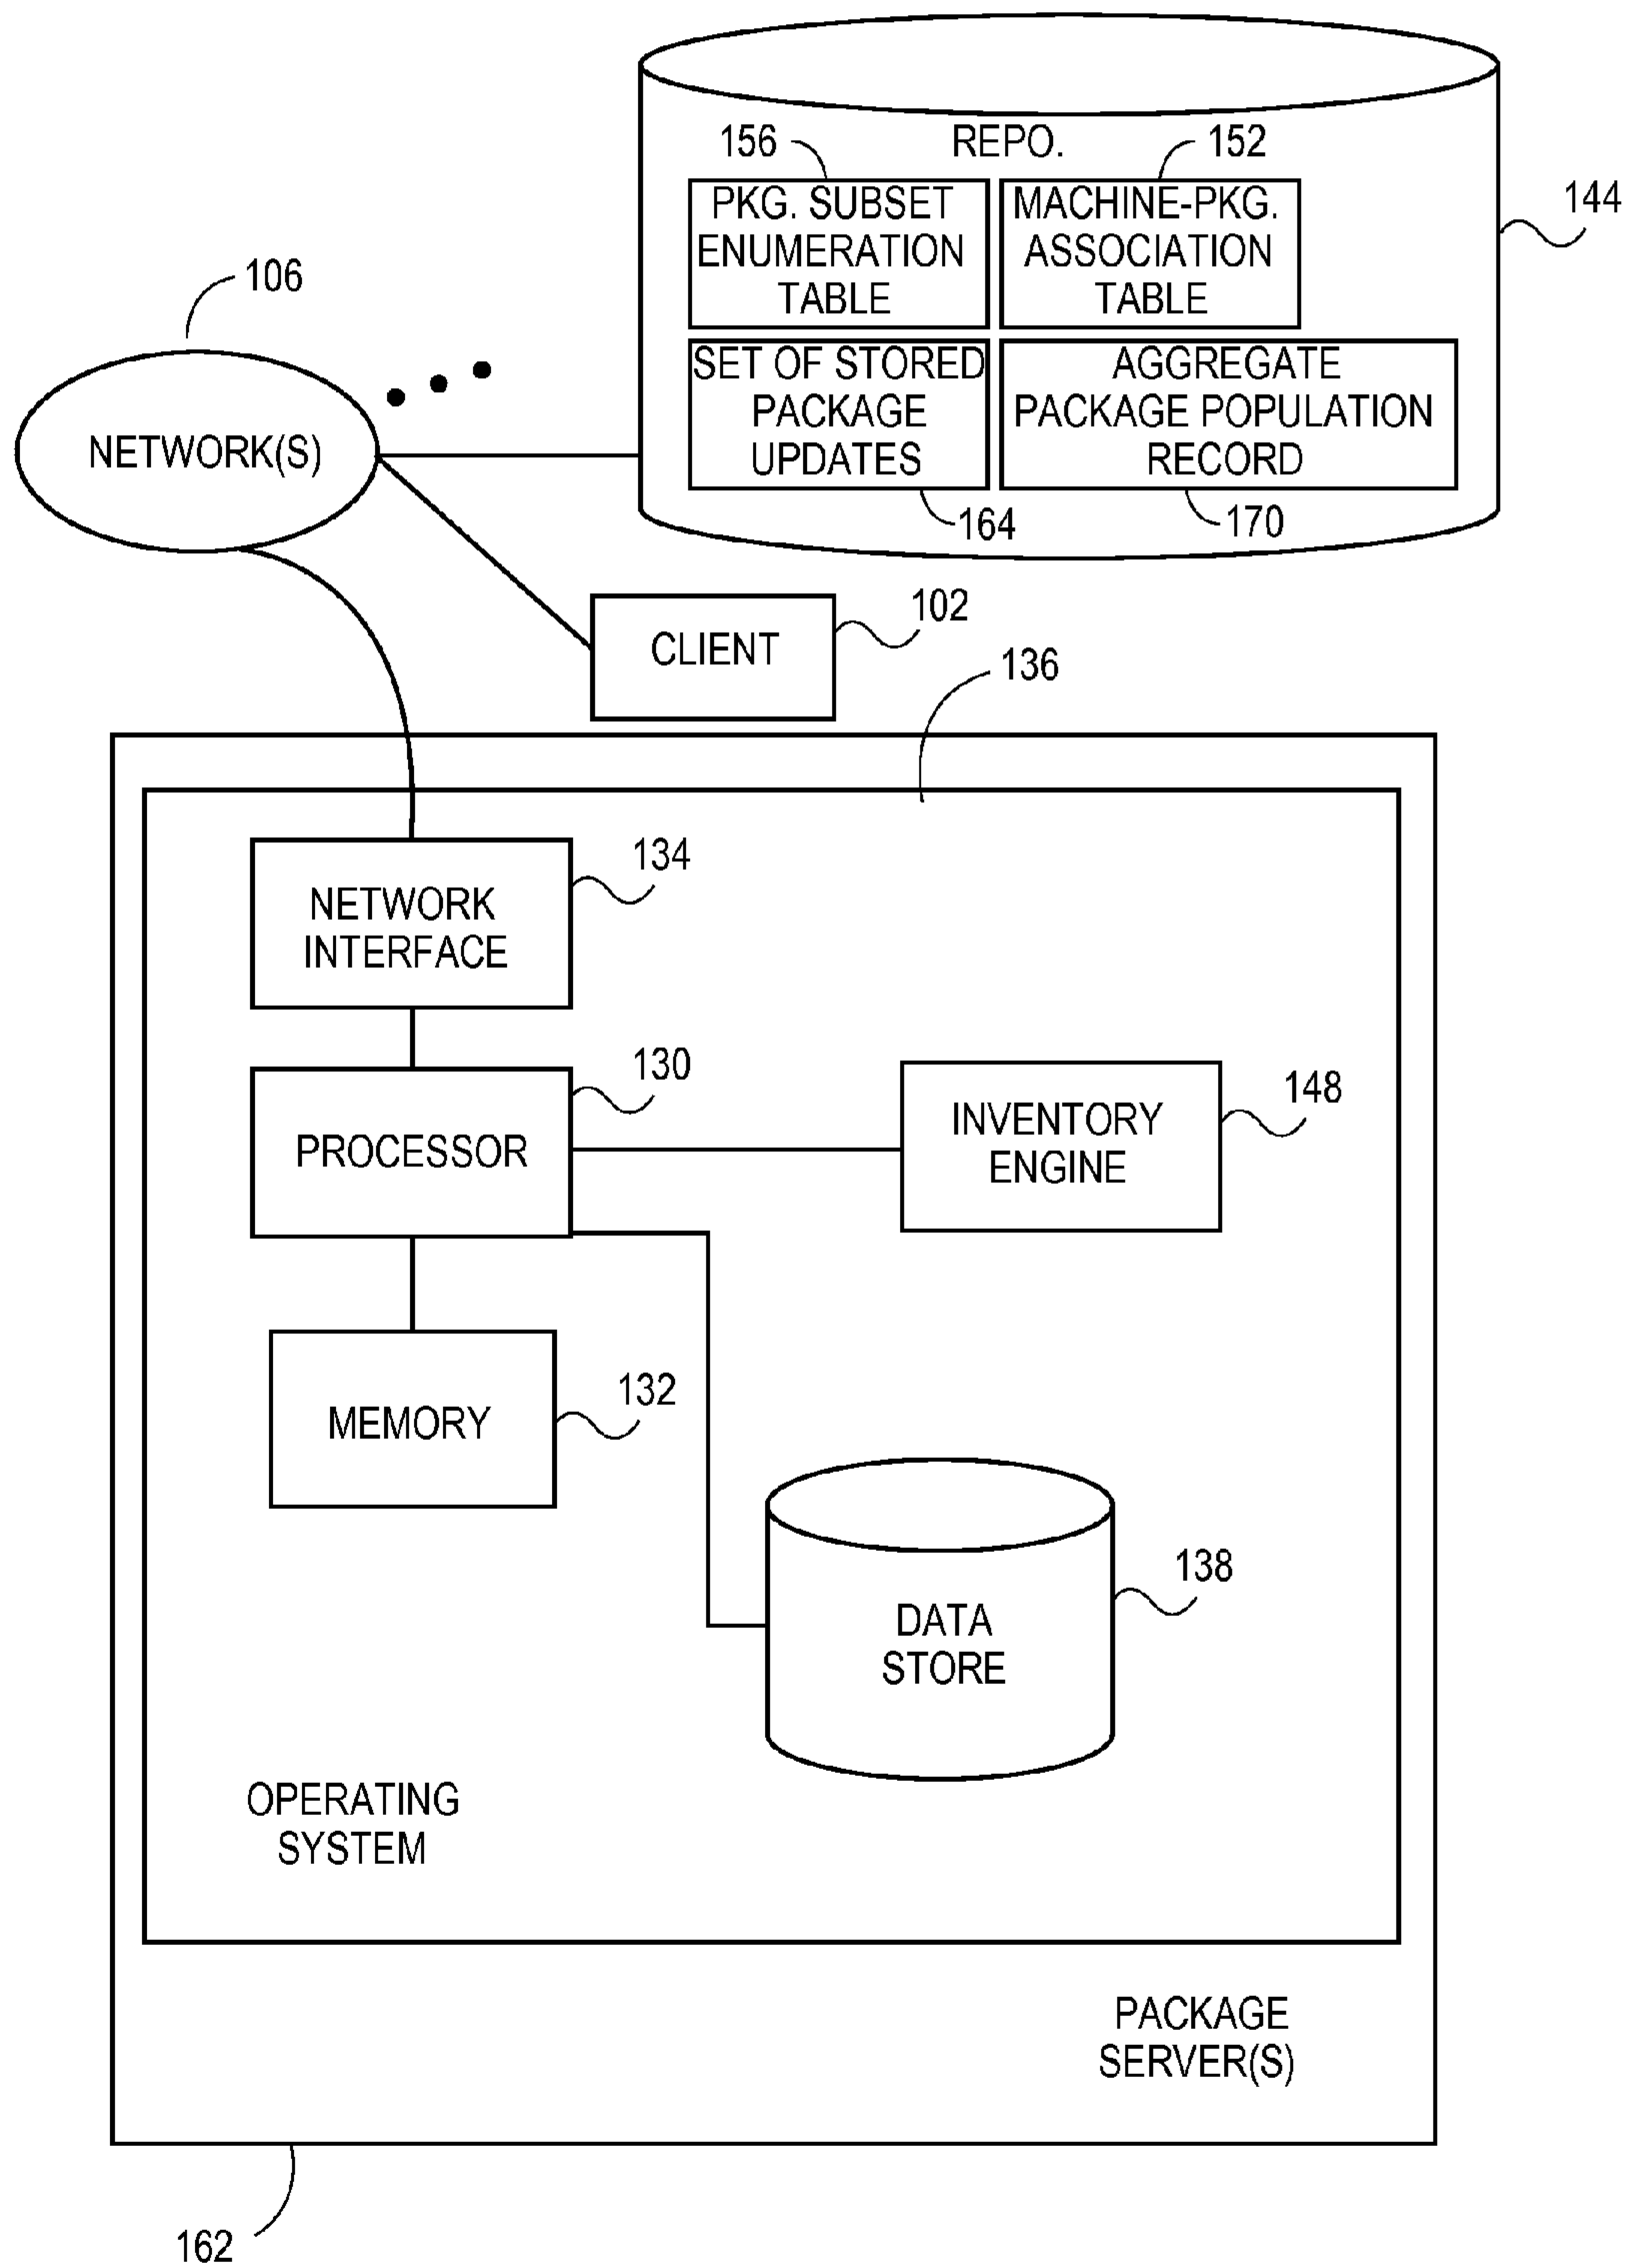 REPO.
156
152
PKG. SUBSET
ENUMERATION
TABLE
MACHINE-PKG.
ASSOCIATION
TABLE
144
106
SET OF STORED
PACKAGE
UPDATES
AGGREGATE
PACKAGE POPULATION
RECORD
NETWORK(S)
164
170
102
CLIENT
136
134
NETWORK
INTERFACE
130
PROCESSOR
148
INVENTORY
ENGINE
132
MEMORY
138
DATA
STORE
OPERATING
SYSTEM
PACKAGE
SERVER(S)
162